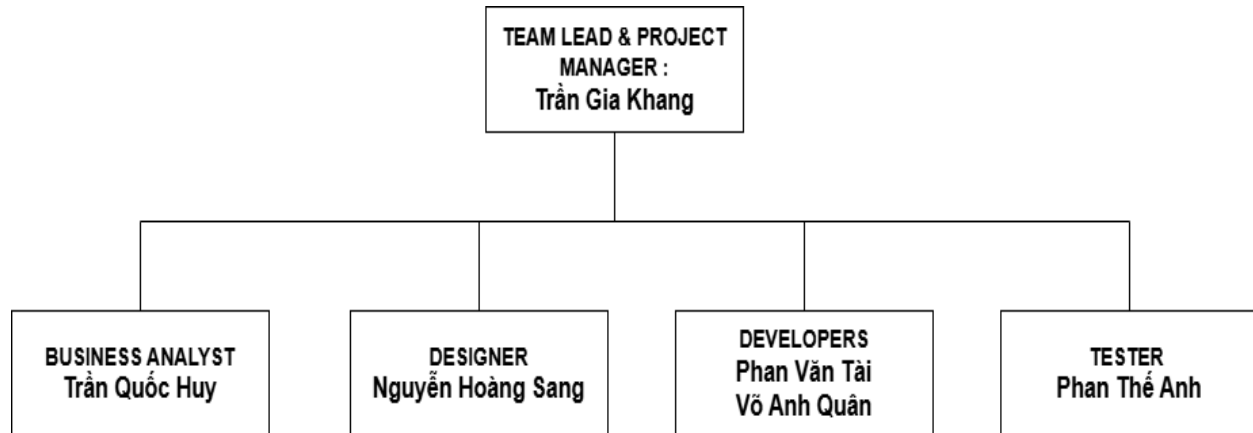 TEAM LEAD & PROJECT
MANAGER :
Trần Gia Khang
BUSINESS ANALYST
Trần Quốc Huy
DESIGNER
Nguyễn Hoàng Sang
DEVELOPERS
Phan Văn Tài
Võ Anh Quân
TESTER
Phan Thế Anh